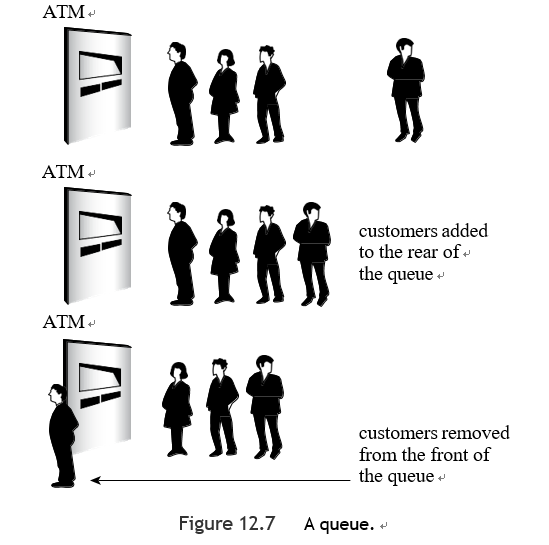 ATM
ATM
customers added
to the rear of
the queue
ATM
customers removed
from the front of
the queue
Figure 12.7 A queue.